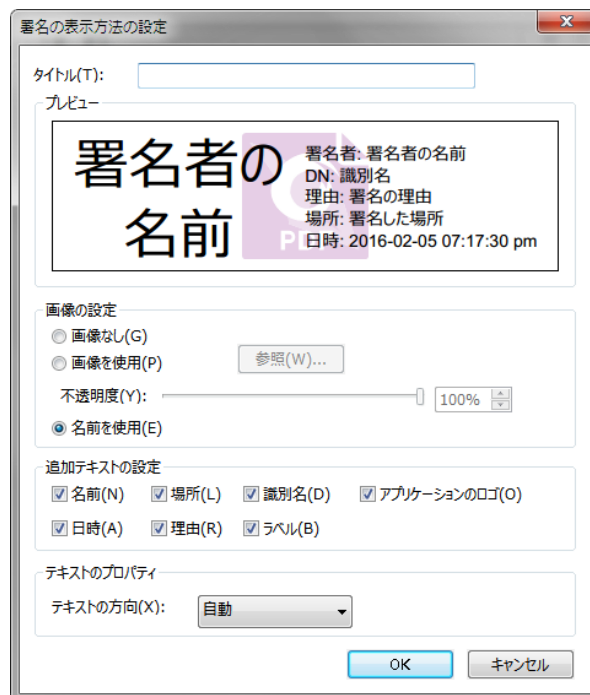 署名の表示方法の設定
タイトル(T):
プレビュー
署名者の
名前
PDF
署名者: 署名者の名前
DN: 識別名
理由: 署名の理由
場所: 署名した場所
日時: 2016-02-05 07:17:30 pm
画像の設定
画像なし(G)
画像を使用(P)
参照(W)...
不透明度(Y):
100%
名前を使用(E)
追加テキストの設定
名前(N) 場所(L) 識別名(D) アプリケーションのロゴ(O)
日時(A) 理由(R) ラベル(B)
テキストのプロパティ
テキストの方向(X): 自動
OK キャンセル